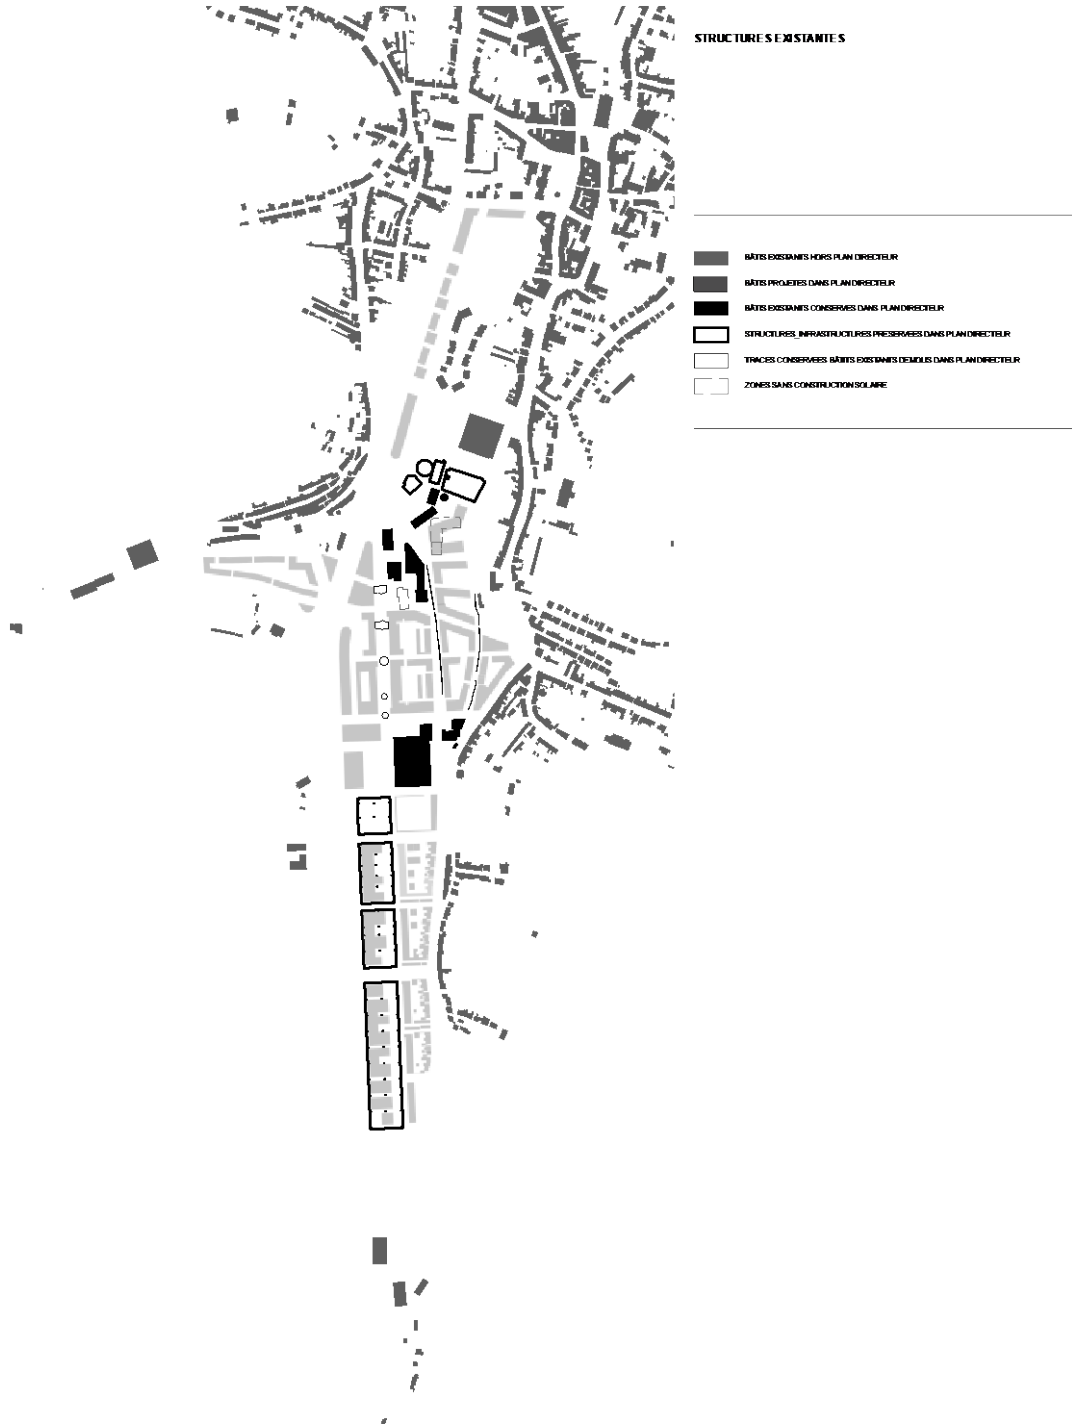 STRUCTURES EXISTANTES
BÂTIS EXISTANTS HORS PLAN DIRECTEUR
BÂTIS PROJETES DANS PLAN DIRECTEUR
BÂTIS EXISTANTS CONSERVES DANS PLAN DIRECTEUR
STRUCTURES_INFRASTRUCTURES PRESERVEES DANS PLAN DIRECTEUR
TRACES CONSERVEES BÂTITS EXISTANTS DEMOLIS DANS PLAN DIRECTEUR
ZONES SANS CONSTRUCTION SOLAIRE